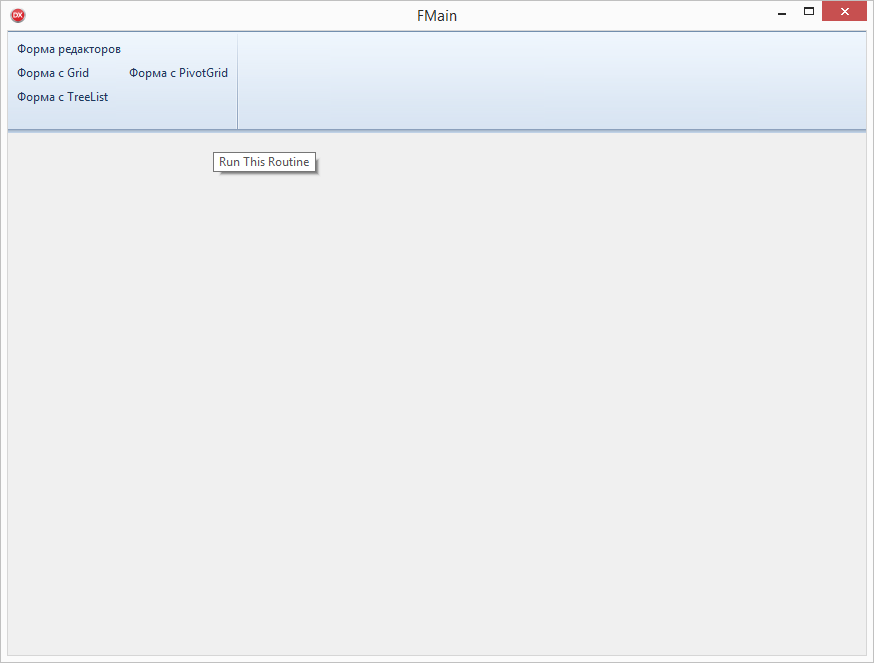 DX
FMain
Форма редакторов
Форма с Grid
Форма с PivotGrid
Форма с TreeList
Run This Routine